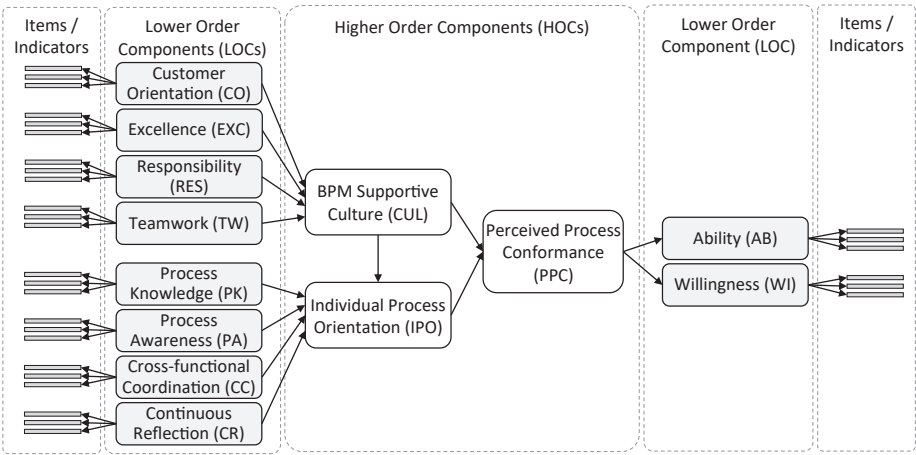 Items /
Indicators
Lower Order
Components (LOCs)
Higher Order Components (HOCs)
Lower Order
Component (LOC)
Items /
Indicators
Customer
Orientation (CO)
Excellence (EXC)
Responsibility
(RES)
Teamwork (TW)
Process
Knowledge (PK)
Process
Awareness (PA)
Cross-functional
Coordination (CC)
Continuous
Reflection (CR)
BPM Supportive
Culture (CUL)
Individual Process
Orientation (IPO)
Perceived Process
Conformance
(PPC)
Ability (AB)
Willingness (WI)